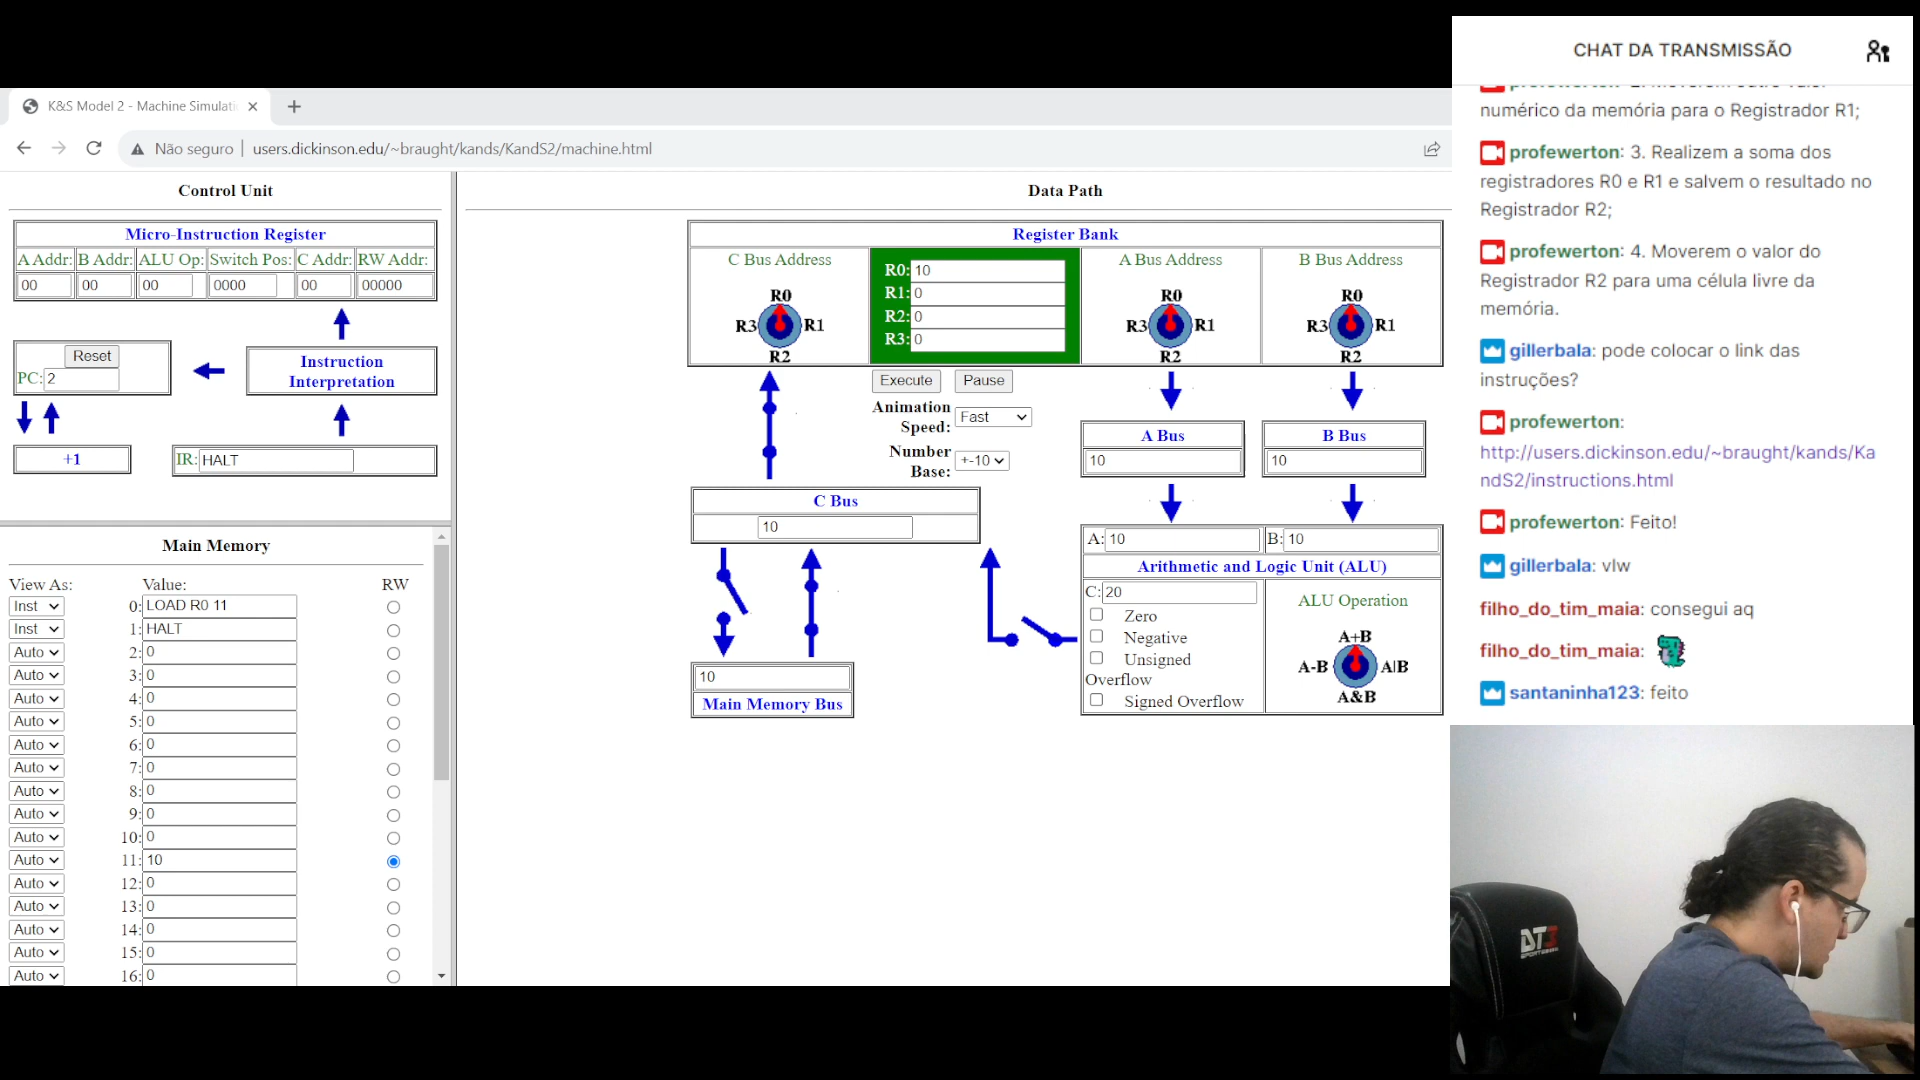 K&S Model 2 - Machine Simulati
Não seguro
users.dickinson.edu/~braught/kands/KandS2/machine.html
Control Unit
Micro-Instruction Register
A Addr: B Addr: ALU Op: Switch Pos: C Addr: RW Addr:
00 00 00 0000 00 00000
Reset
PC: 2
Instruction
Interpretation
+1
IR: HALT
Main Memory
View As: Value: RW
Inst 0: LOAD R0 11
Inst 1: HALT
Auto 2: 0
Auto 3: 0
Auto 4: 0
Auto 5: 0
Auto 6: 0
Auto 7: 0
Auto 8: 0
Auto 9: 0
Auto 10: 0
Auto 11: 10
Auto 12: 0
Auto 13: 0
Auto 14: 0
Auto 15: 0
Auto 16: 0
Data Path
Register Bank
C Bus Address
R0
R3 R1
R2
R0: 10
R1: 0
R2: 0
R3: 0
A Bus Address
R0
R3 R1
R2
B Bus Address
R0
R3 R1
R2
Execute Pause
Animation
Speed: Fast
Number
Base: +-10
A Bus
10
B Bus
10
C Bus
10
10
Main Memory Bus
A: 10 B: 10
Arithmetic and Logic Unit (ALU)
C: 20
Zero
Negative
Unsigned
Overflow
Signed Overflow
ALU Operation
A+B
A-B A|B
A&B
CHAT DA TRANSMISSÃO
numérico da memória para o Registrador R1;
profewerton: 3. Realizem a soma dos
registradores R0 e R1 e salvem o resultado no
Registrador R2;
profewerton: 4. Moverem o valor do
Registrador R2 para uma célula livre da
memória.
gillerbala: pode colocar o link das
instruções?
profewerton:
http://users.dickinson.edu/~braught/kands/Ka
ndS2/instructions.html
profewerton: Feito!
gillerbala: vlw
filho_do_tim_maia: consegui aq
filho_do_tim_maia:
santaninha123: feito
DT3